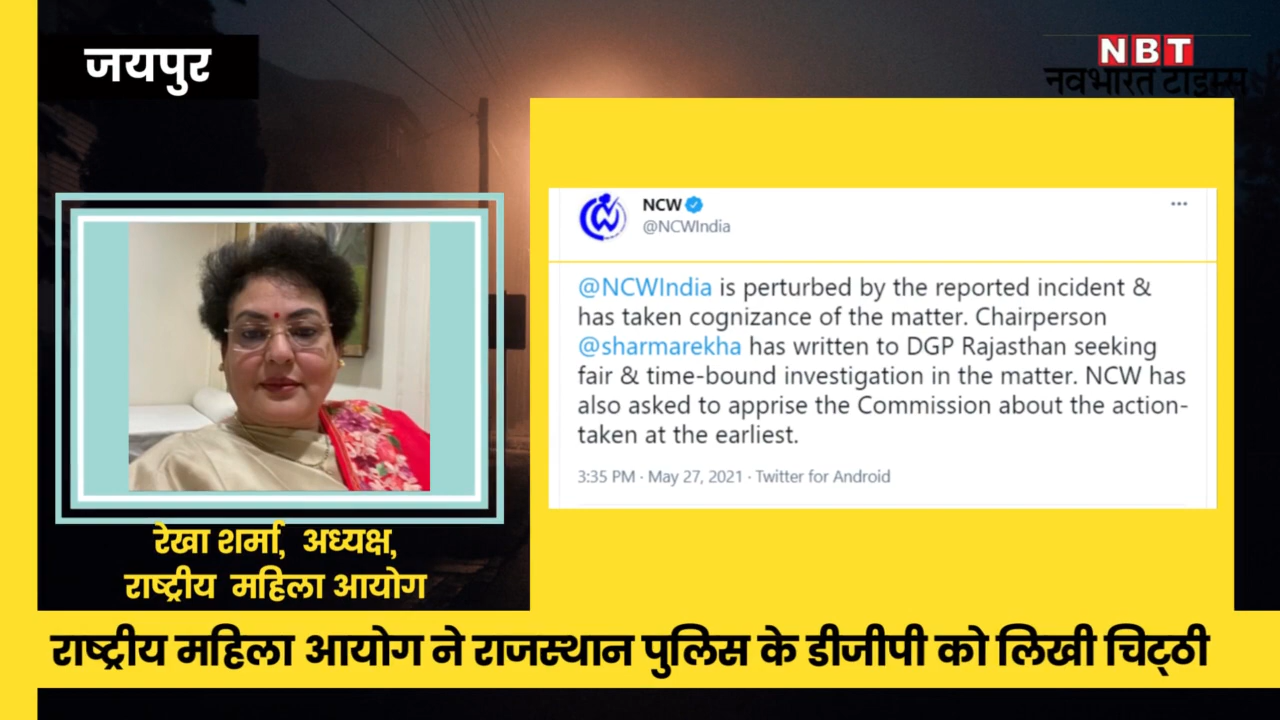 जयपुर
NBT
नवभारत टाइम्स
NCW
@NCWIndia
@NCWIndia is perturbed by the reported incident &
has taken cognizance of the matter. Chairperson
@sharmarekha has written to DGP Rajasthan seeking
fair & time-bound investigation in the matter. NCW has
also asked to apprise the Commission about the action-
taken at the earliest.
3:35 PM · May 27, 2021 · Twitter for Android
रेखा शर्मा, अध्यक्ष,
राष्ट्रीय महिला आयोग
राष्ट्रीय महिला आयोग ने राजस्थान पुलिस के डीजीपी को लिखी चिट्ठी